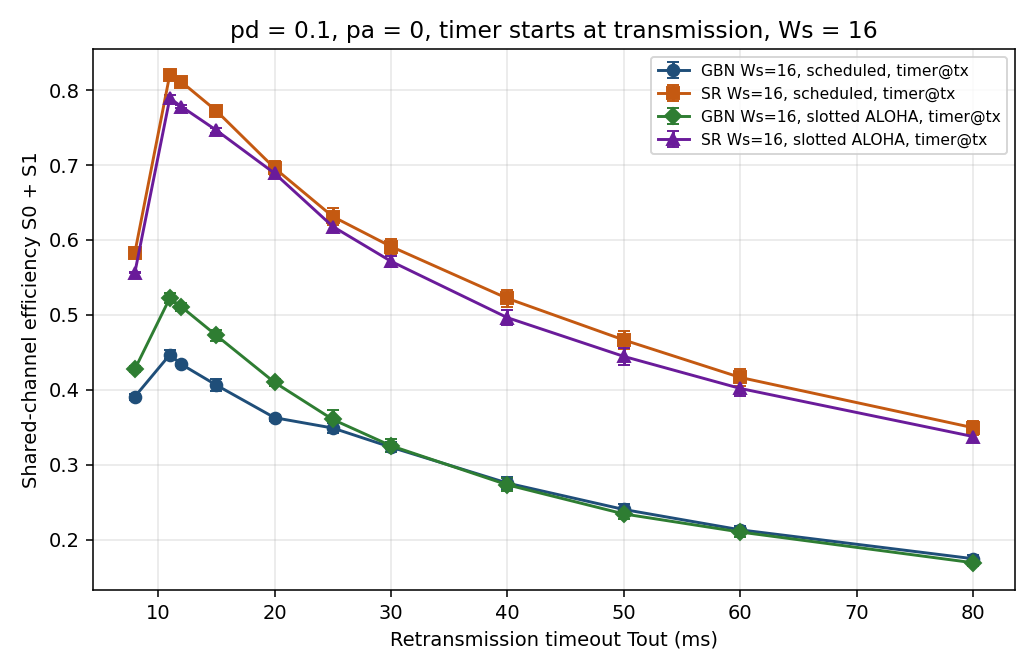 pd = 0.1, pa = 0, timer starts at transmission, Ws = 16
GBN Ws=16, scheduled, timer@tx
SR Ws=16, scheduled, timer@tx
GBN Ws=16, slotted ALOHA, timer@tx
SR Ws=16, slotted ALOHA, timer@tx
Shared-channel efficiency S0 + S1
0.8
0.7
0.6
0.5
0.4
0.3
0.2
10 20 30 40 50 60 70 80
Retransmission timeout Tout (ms)